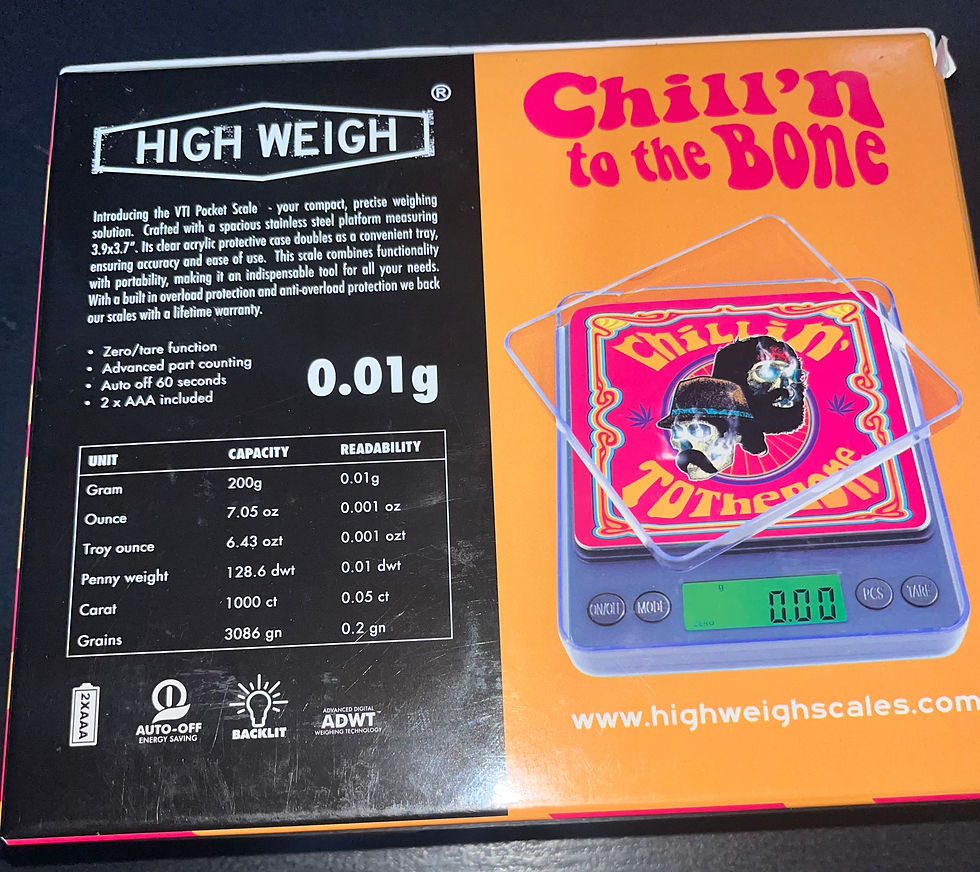 HIGH WEIGH ®
Introducing the VTI Pocket Scale - your compact, precise weighing
solution. Crafted with a spacious stainless steel platform measuring
3.9x3.7". Its clear acrylic protective case doubles as a convenient tray,
ensuring accuracy and ease of use. This scale combines functionality
with portability, making it an indispensable tool for all your needs.
With a built in overload protection and anti-overload protection we back
our scales with a lifetime warranty.
• Zero/tare function
• Advanced part counting
• Auto off 60 seconds
• 2 x AAA included
0.01g
UNIT CAPACITY READABILITY
Gram 200g 0.01g
Ounce 7.05 oz 0.001 oz
Troy ounce 6.43 ozt 0.001 ozt
Penny weight 128.6 dwt 0.01 dwt
Carat 1000 ct 0.05 ct
Grains 3086 gn 0.2 gn
2XAAA
AUTO-OFF
ENERGY SAVING
BACKLIT
ADVANCED DIGITAL
ADWT
WEIGHING TECHNOLOGY
Chill'n
to the Bone
CHiLLiN'
TOTheBONe
ON/OFF MODE
g
0.00
ZERO
PCS TARE
www.highweighscales.com